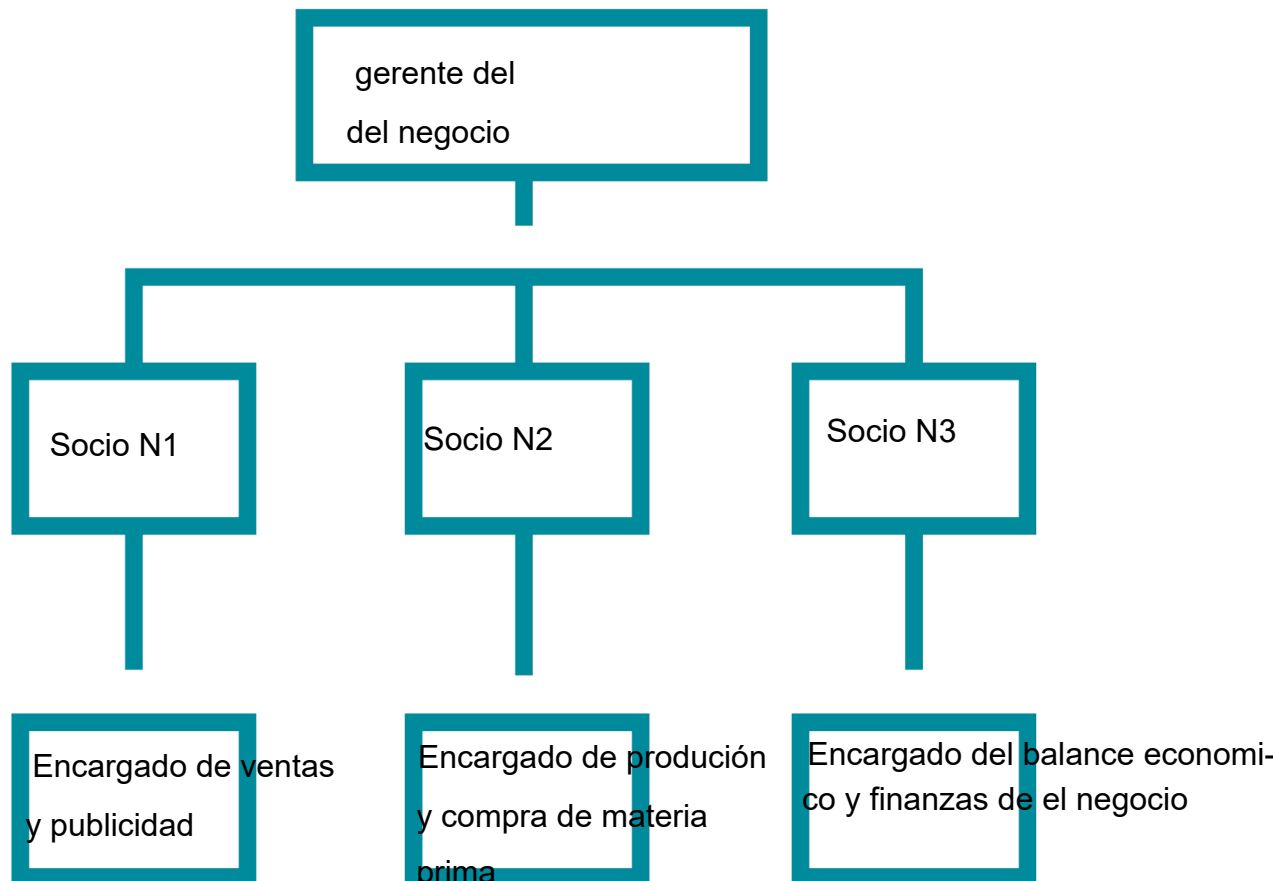 gerente del
del negocio
Socio N1
Socio N2
Socio N3
Encargado de ventas
y publicidad
Encargado de produción
y compra de materia
prima
Encargado del balance economi-
co y finanzas de el negocio